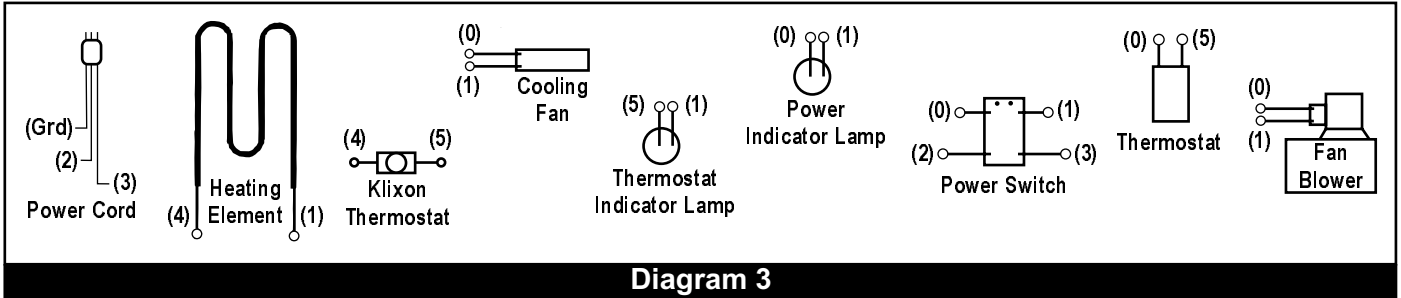 (Grd)
(2)
(3)
Power Cord
(4)
Heating
Element
(1)
(4)
(5)
Klixon
Thermostat
(0)
(1)
Cooling
Fan
(5)
(1)
Thermostat
Indicator Lamp
(0)
(1)
Power
Indicator Lamp
(0)
(1)
(2)
(3)
Power Switch
(0)
(5)
Thermostat
(0)
(1)
Fan
Blower
Diagram 3